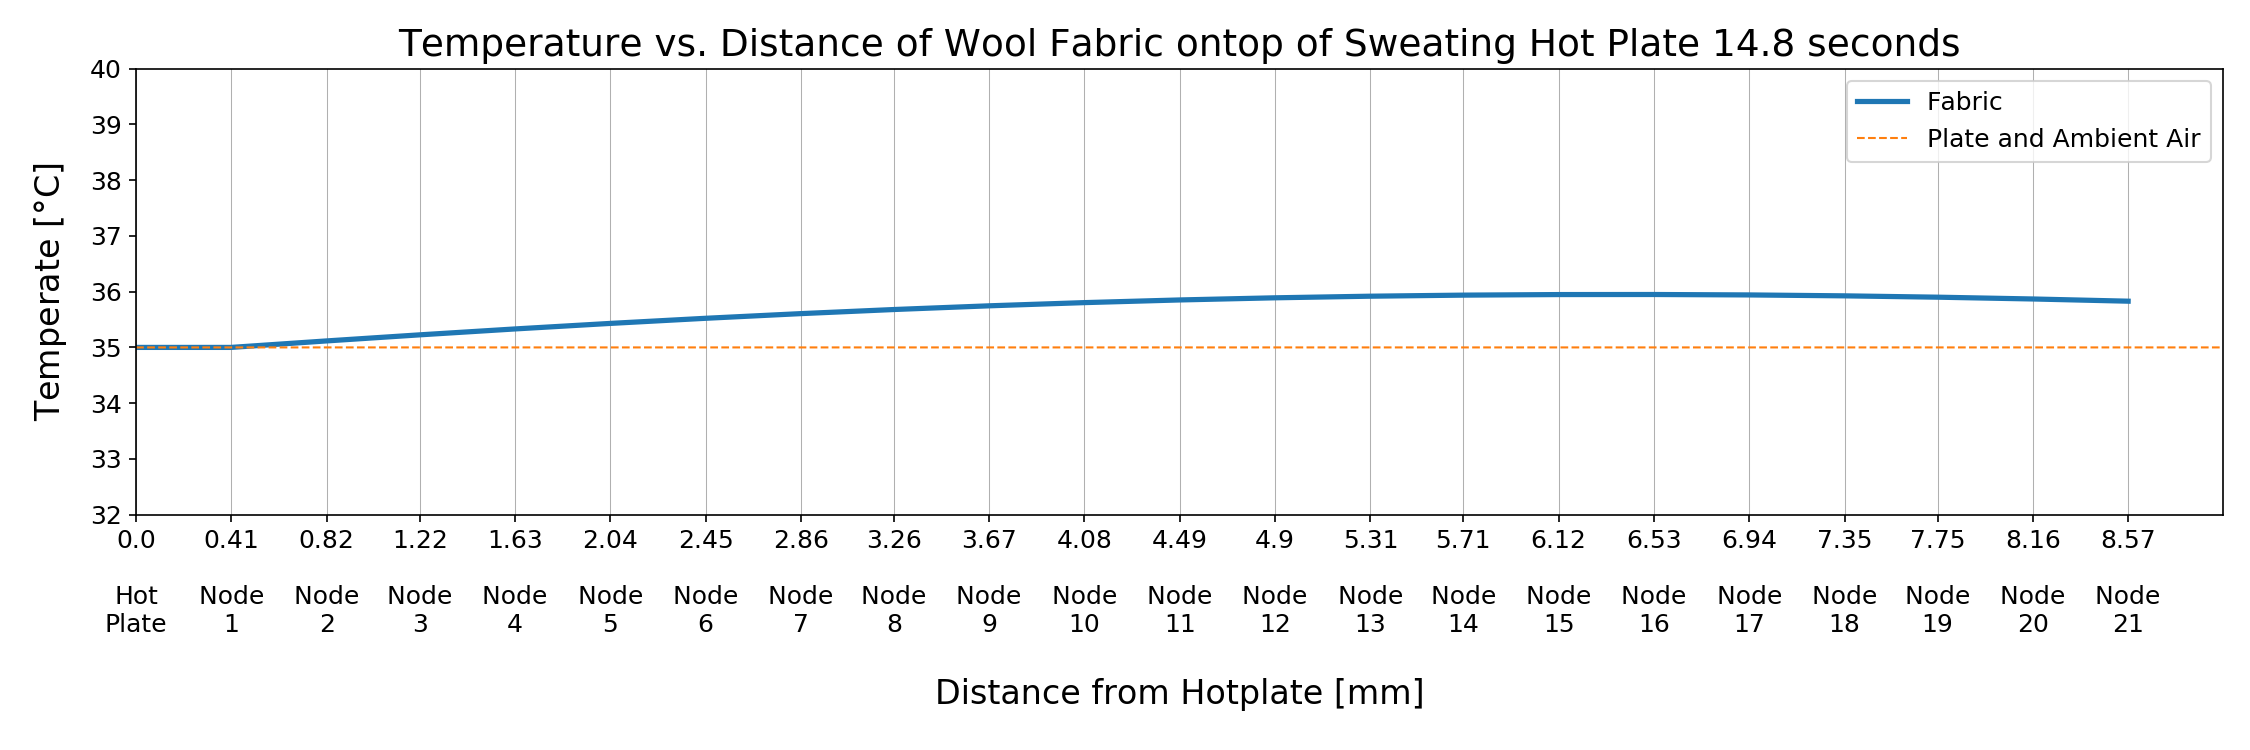 Temperature vs. Distance of Wool Fabric ontop of Sweating Hot Plate 14.8 seconds
40
39
38
37
36
35
34
33
32
Temperate [°C]
Fabric
Plate and Ambient Air
0.0 0.41 0.82 1.22 1.63 2.04 2.45 2.86 3.26 3.67 4.08 4.49 4.9 5.31 5.71 6.12 6.53 6.94 7.35 7.75 8.16 8.57
Hot Node Node Node Node Node Node Node Node Node Node Node Node Node Node Node Node Node Node Node Node Node
Plate 1 2 3 4 5 6 7 8 9 10 11 12 13 14 15 16 17 18 19 20 21
Distance from Hotplate [mm]